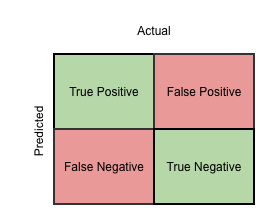 Actual
Predicted
True Positive
False Positive
False Negative
True Negative